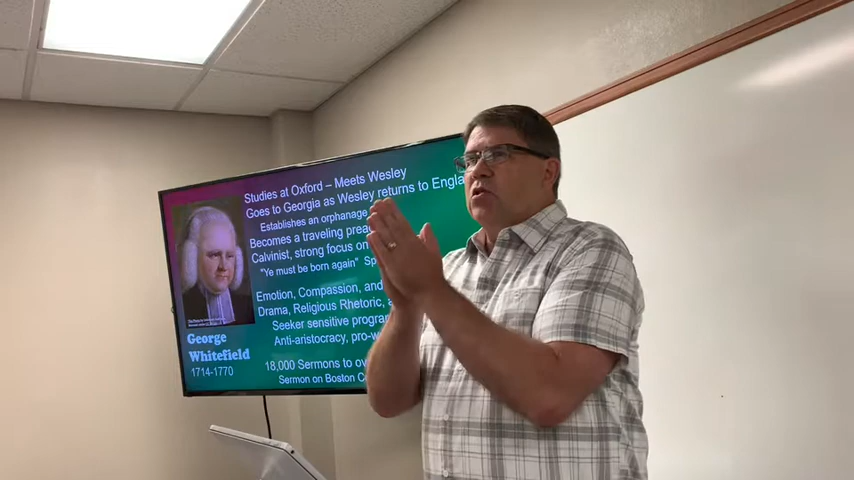 Studies at Oxford – Meets Wesley
Goes to Georgia as Wesley returns to Engla
Establishes an orphanage
Becomes a traveling prea
Calvinist, strong focus on
"Ye must be born again"
Emotion, Compassion, and
Drama, Religious Rhetoric,
Seeker sensitive progra
Anti-aristocracy, pro-w
18,000 Sermons to ov
Sermon on Boston C
George
Whitefield
1714-1770